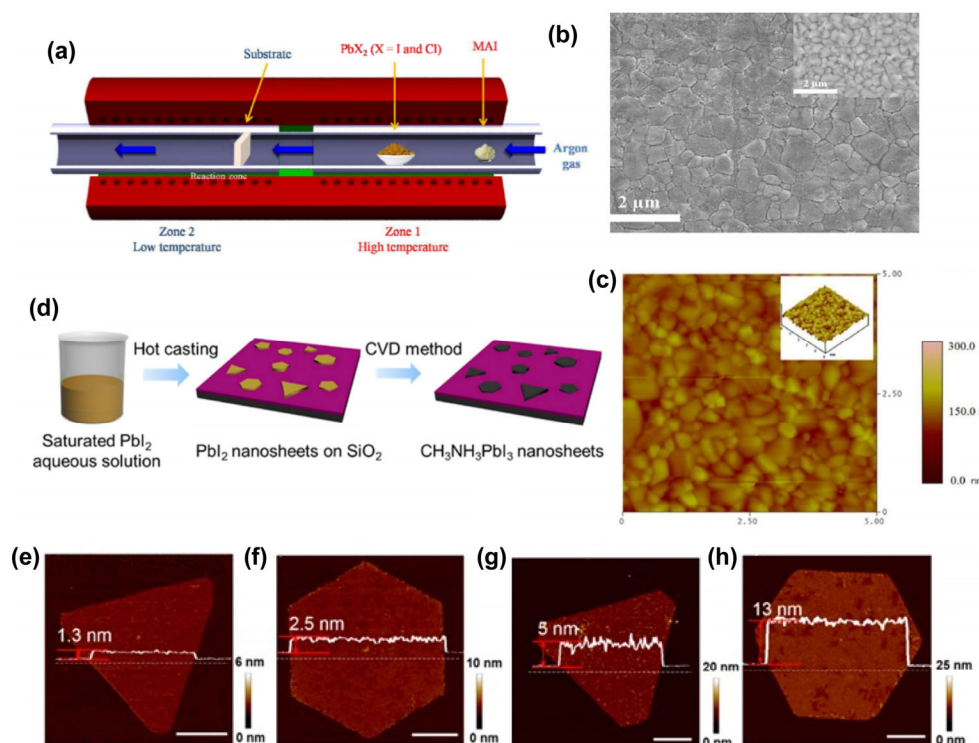 (a)
Substrate
PbX₂ (X = I and Cl)
MAI
Argon
gas
Reaction zone
Zone 2
Low temperature
Zone 1
High temperature
(b)
2 μm
2 μm
(c)
5.00
2.50
0
0
2.50
5.00
300.0
150.0
0.0 nm
(d)
Hot casting
CVD method
Saturated PbI₂
aqueous solution
PbI₂ nanosheets on SiO₂
CH₃NH₃PbI₃ nanosheets
(e)
1.3 nm
6 nm
0 nm
(f)
2.5 nm
10 nm
0 nm
(g)
5 nm
20 nm
0 nm
(h)
13 nm
25 nm
0 nm